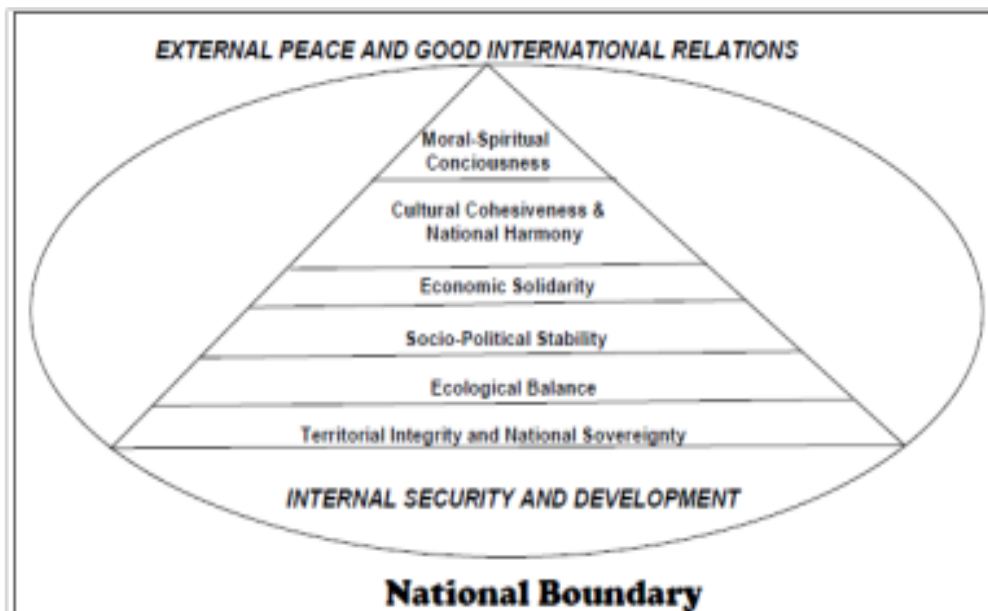 EXTERNAL PEACE AND GOOD INTERNATIONAL RELATIONS
Moral-Spiritual
Conciousness
Cultural Cohesiveness &
National Harmony
Economic Solidarity
Socio-Political Stability
Ecological Balance
Territorial Integrity and National Sovereignty
INTERNAL SECURITY AND DEVELOPMENT
National Boundary